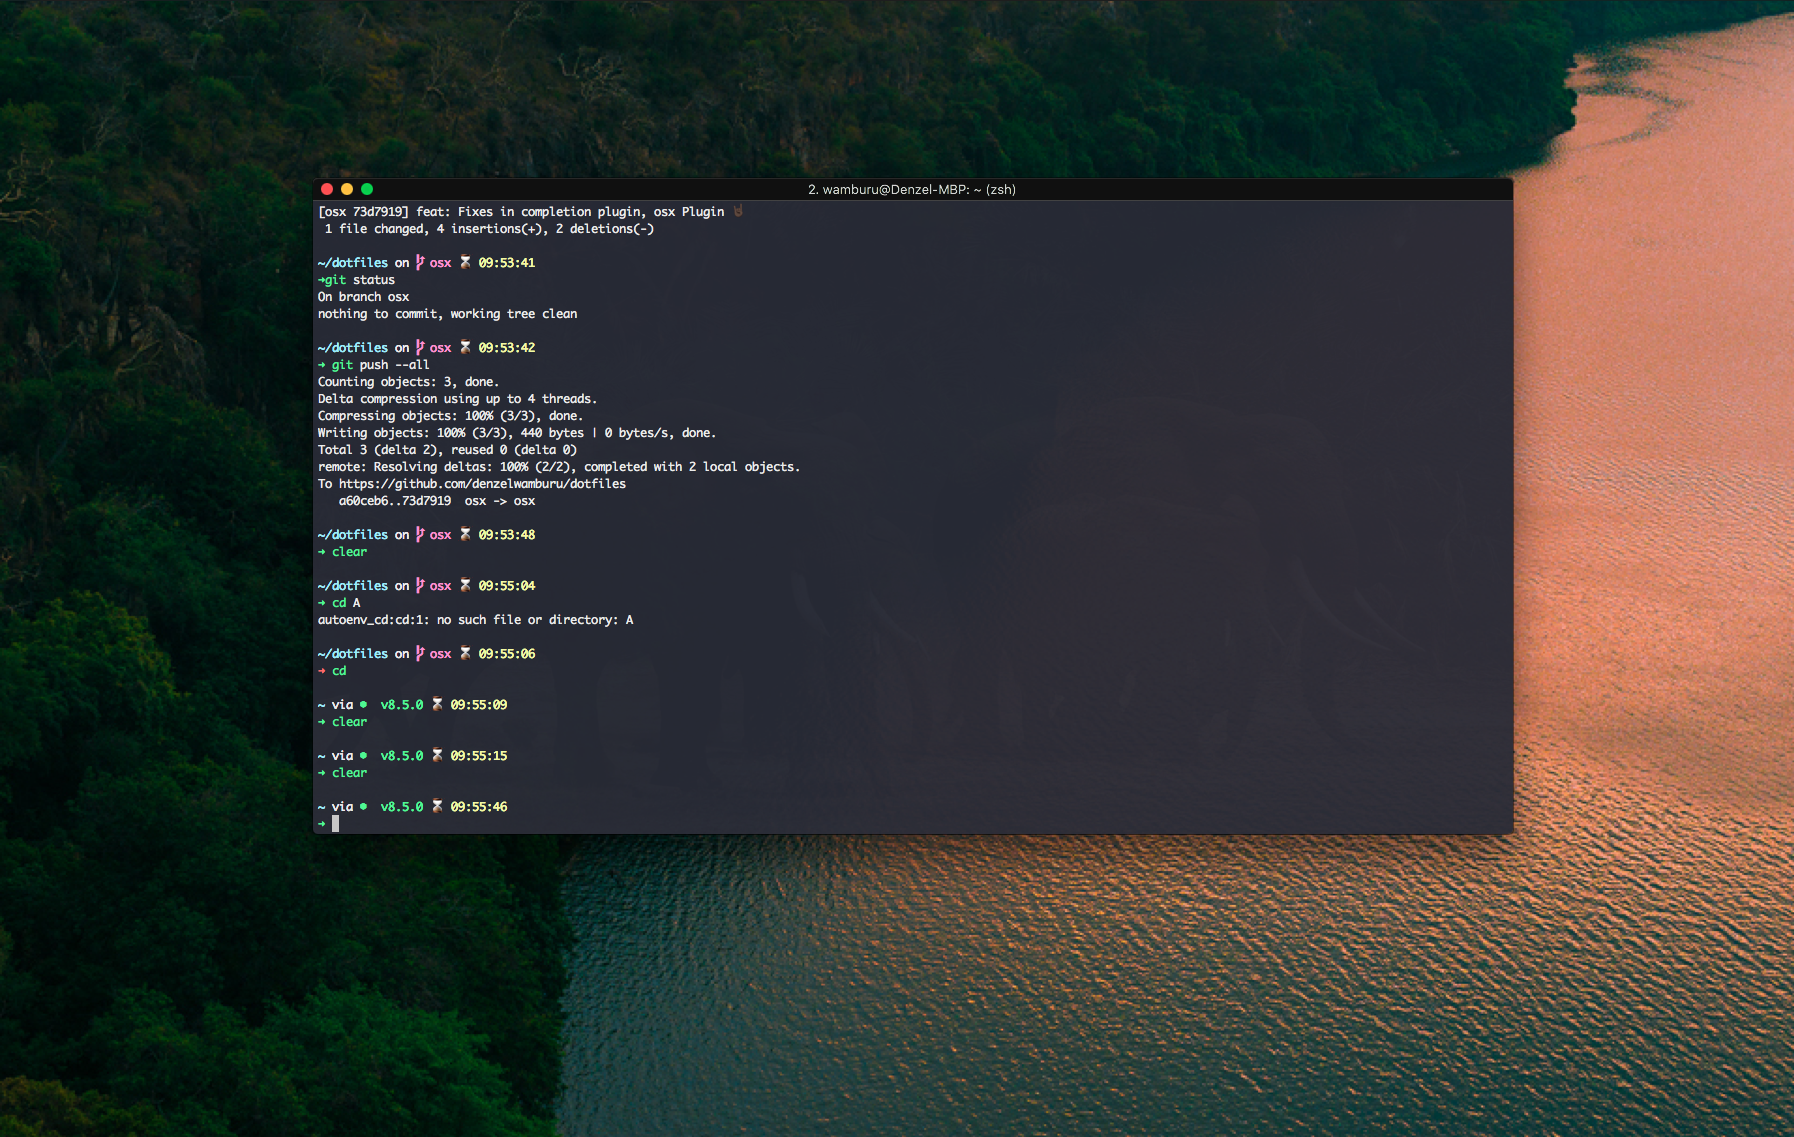 2. wamburu@Denzel-MBP: ~ (zsh)
[osx 73d7919] feat: Fixes in completion plugin, osx Plugin 🤘🏿
1 file changed, 4 insertions(+), 2 deletions(-)
~/dotfiles on osx ⌛ 09:53:41
➜git status
On branch osx
nothing to commit, working tree clean
~/dotfiles on osx ⌛ 09:53:42
➜ git push --all
Counting objects: 3, done.
Delta compression using up to 4 threads.
Compressing objects: 100% (3/3), done.
Writing objects: 100% (3/3), 440 bytes | 0 bytes/s, done.
Total 3 (delta 2), reused 0 (delta 0)
remote: Resolving deltas: 100% (2/2), completed with 2 local objects.
To https://github.com/denzelwamburu/dotfiles
a60ceb6..73d7919  osx -> osx
~/dotfiles on osx ⌛ 09:53:48
➜ clear
~/dotfiles on osx ⌛ 09:55:04
➜ cd A
autoenv_cd:cd:1: no such file or directory: A
~/dotfiles on osx ⌛ 09:55:06
➜ cd
~ via ⬢ v8.5.0 ⌛ 09:55:09
➜ clear
~ via ⬢ v8.5.0 ⌛ 09:55:15
➜ clear
~ via ⬢ v8.5.0 ⌛ 09:55:46
➜